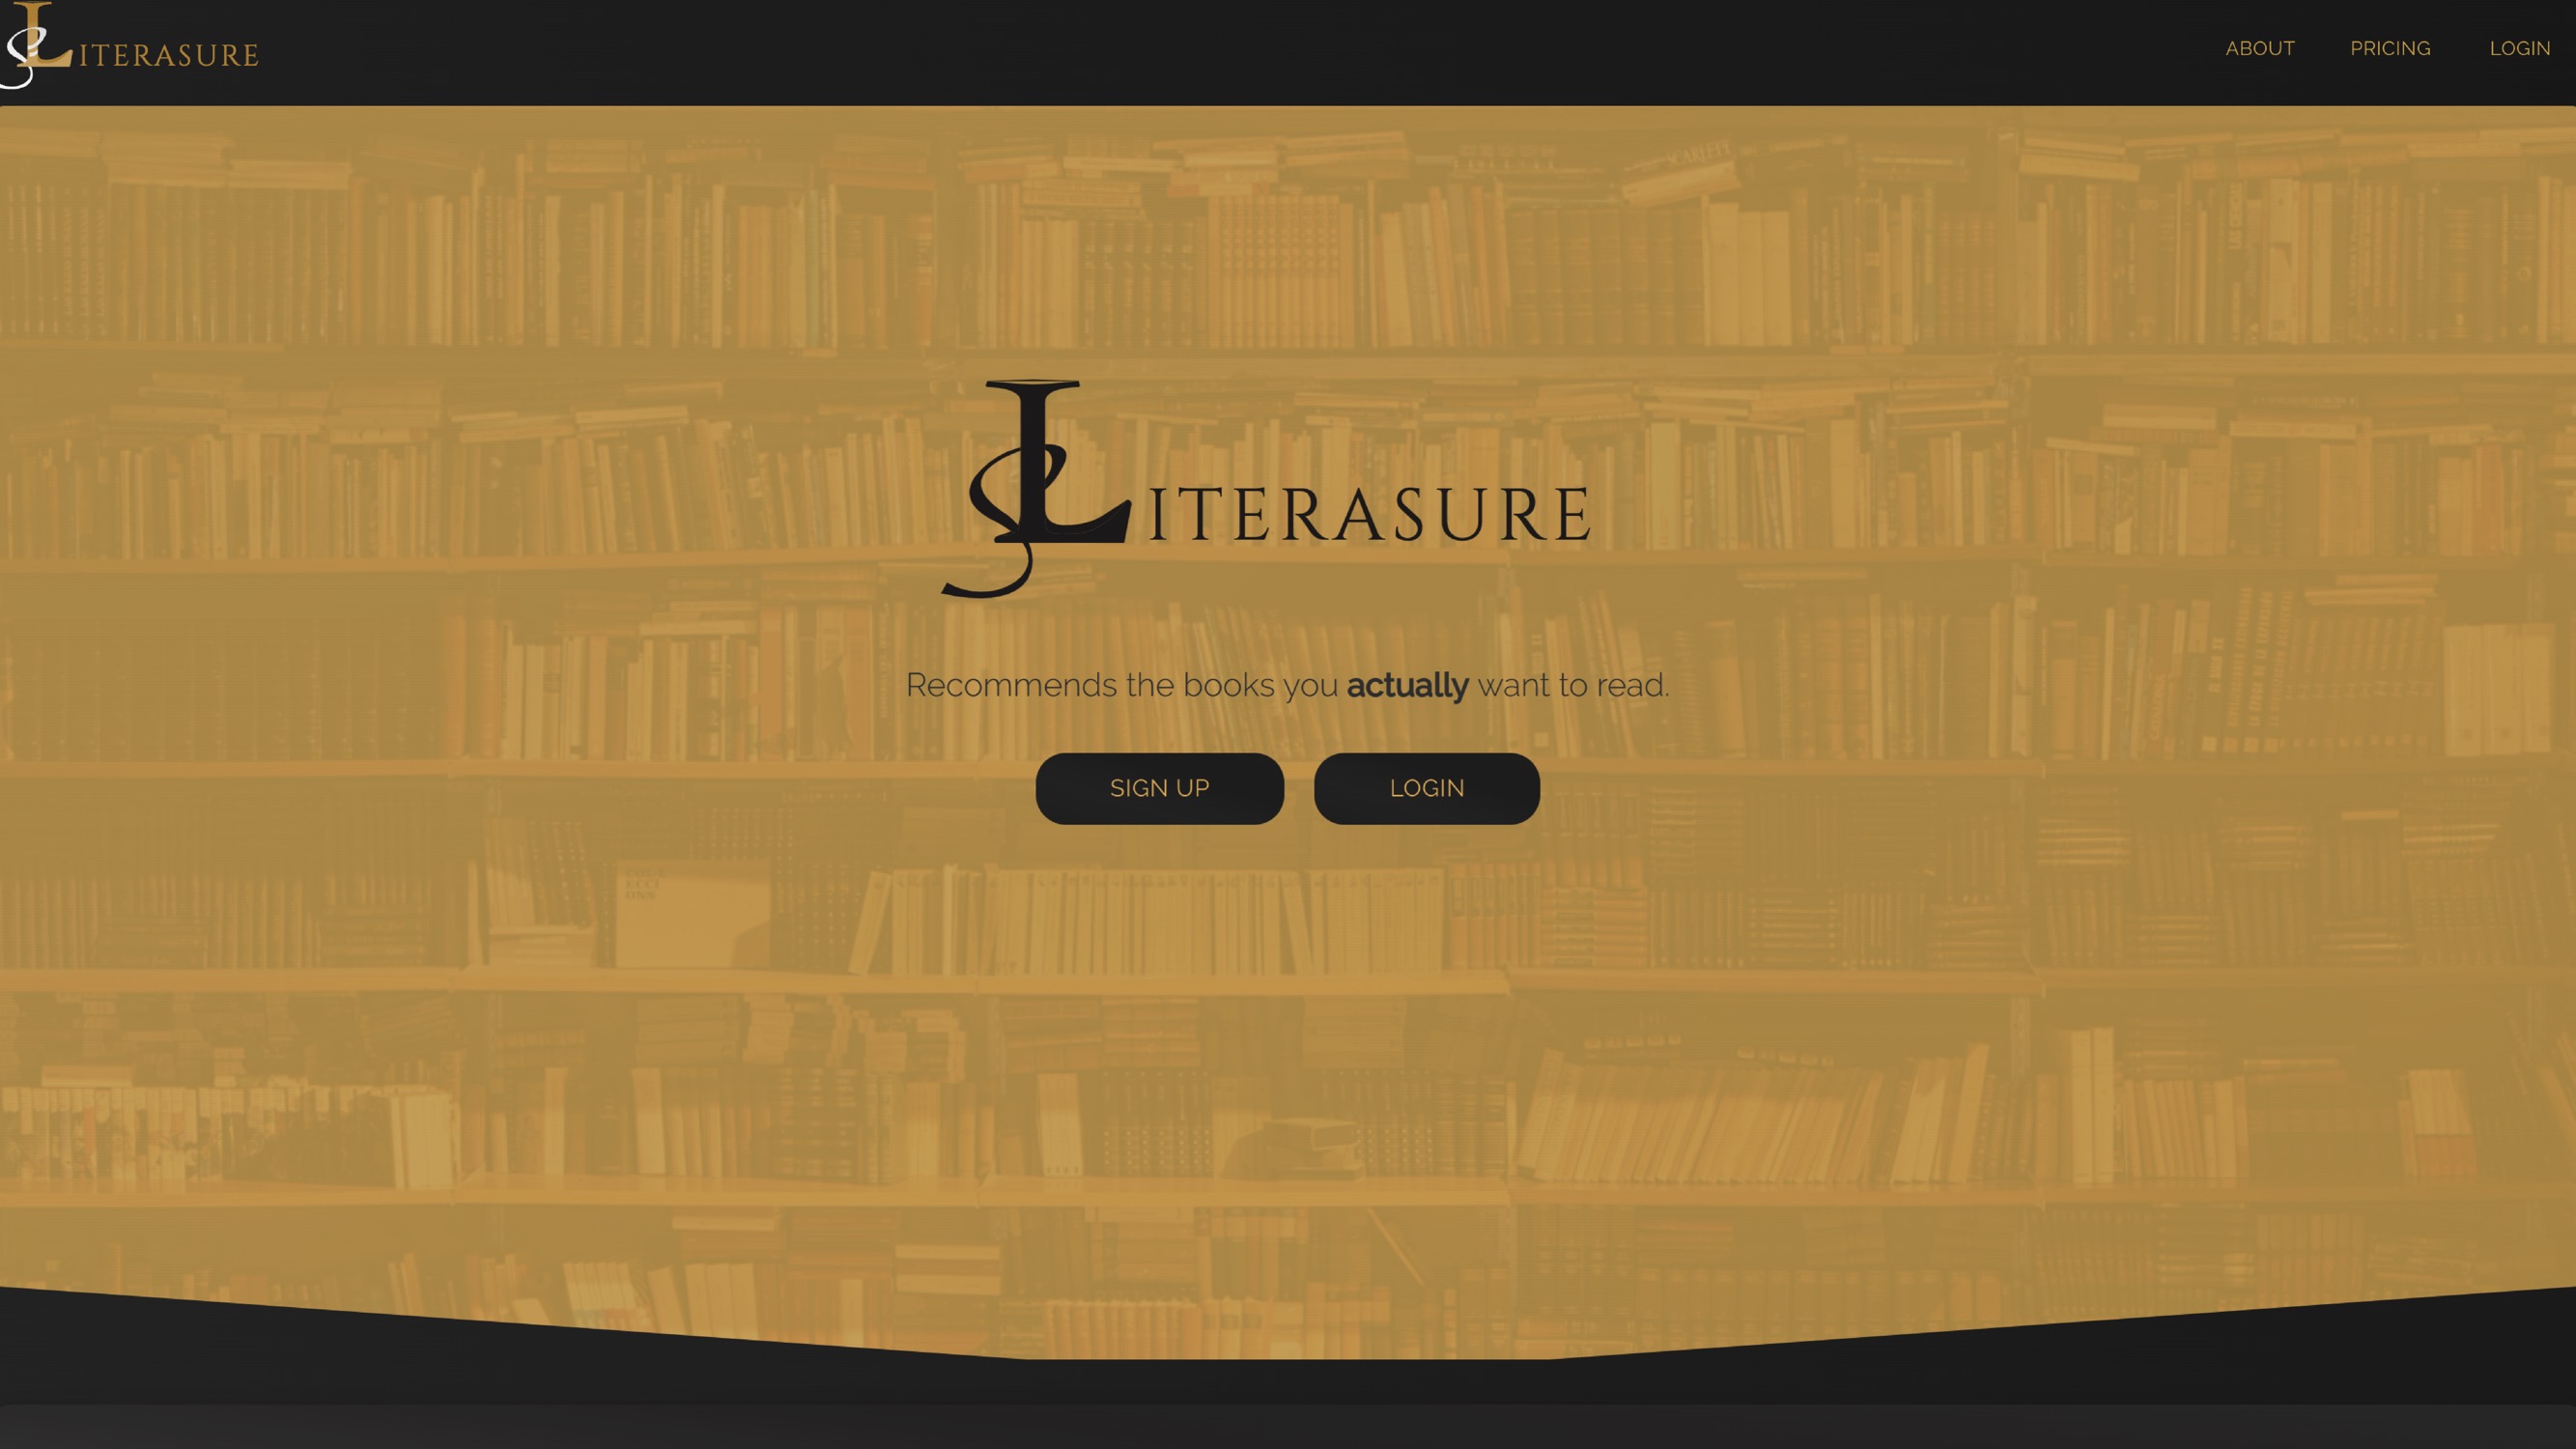 LITERASURE
ABOUT PRICING LOGIN
LITERASURE
Recommends the books you actually want to read.
SIGN UP LOGIN